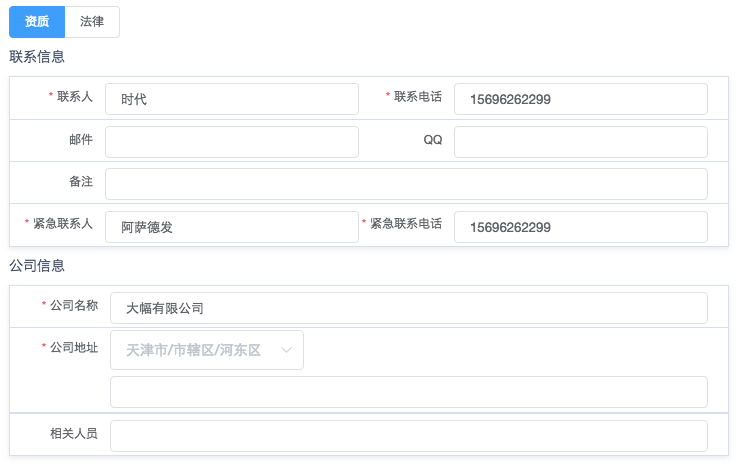 资质 法律
联系信息
* 联系人 时代 * 联系电话 15696262299
邮件 QQ
备注
* 紧急联系人 阿萨德发 * 紧急联系电话 15696262299
公司信息
* 公司名称 大幅有限公司
* 公司地址 天津市/市辖区/河东区
相关人员